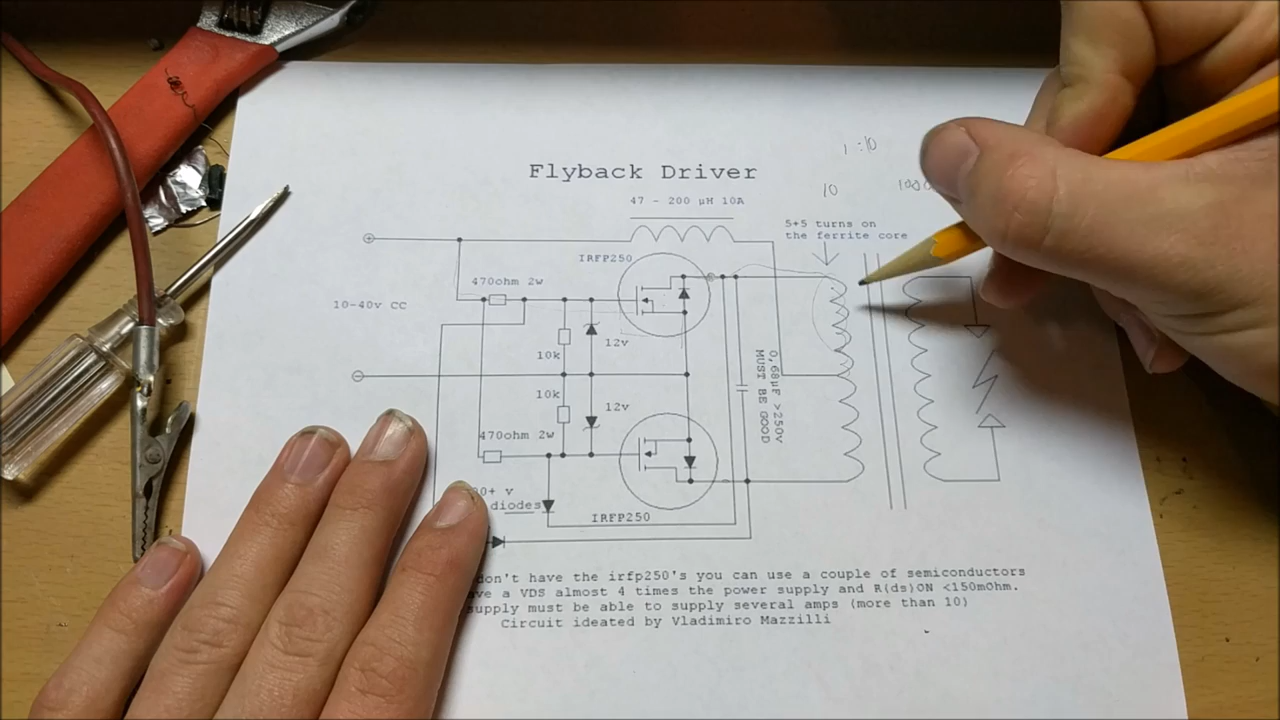 1:10
Flyback Driver
10
47 - 200 µH 10A
5+5 turns on
the ferrite core
IRFP250
470ohm 2w
10-40v CC
12v
10k
0,68µF >250V
MUST BE GOOD
10k
12v
470ohm 2w
v
diodes
IRFP250
don't have the irfp250's you can use a couple of semiconductors
a VDS almost 4 times the power supply and R(ds)ON <150mOhm.
supply must be able to supply several amps (more than 10)
Circuit ideated by Vladimiro Mazzilli